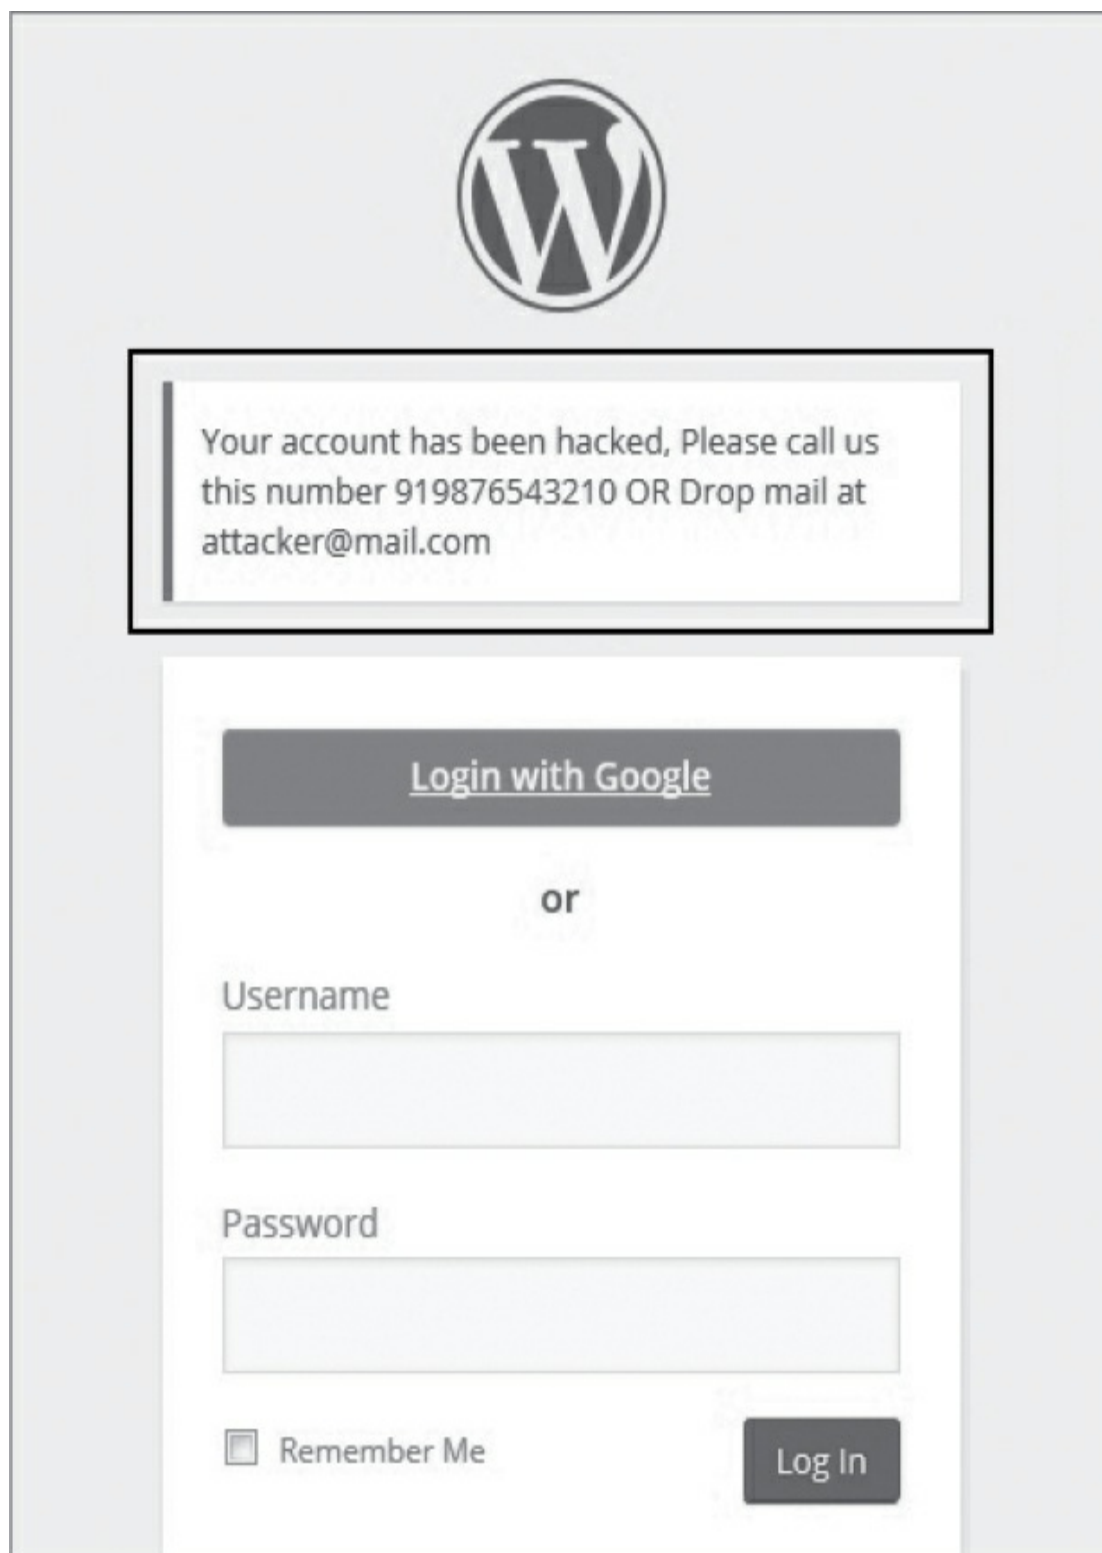 Your account has been hacked, Please call us
this number 919876543210 OR Drop mail at
attacker@mail.com
Login with Google
or
Username
Password
Remember Me
Log In